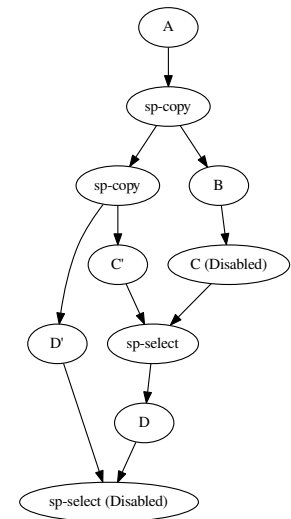 A
sp-copy
sp-copy
B
C'
C (Disabled)
D'
sp-select
D
sp-select (Disabled)